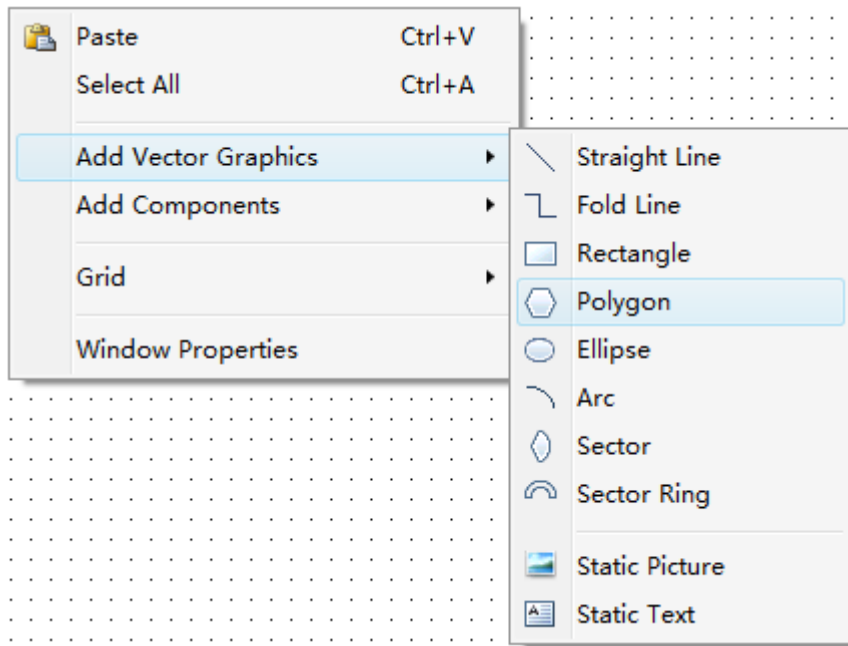 Paste Ctrl+V
Select All Ctrl+A
Add Vector Graphics
Add Components
Grid
Window Properties
Straight Line
Fold Line
Rectangle
Polygon
Ellipse
Arc
Sector
Sector Ring
Static Picture
Static Text